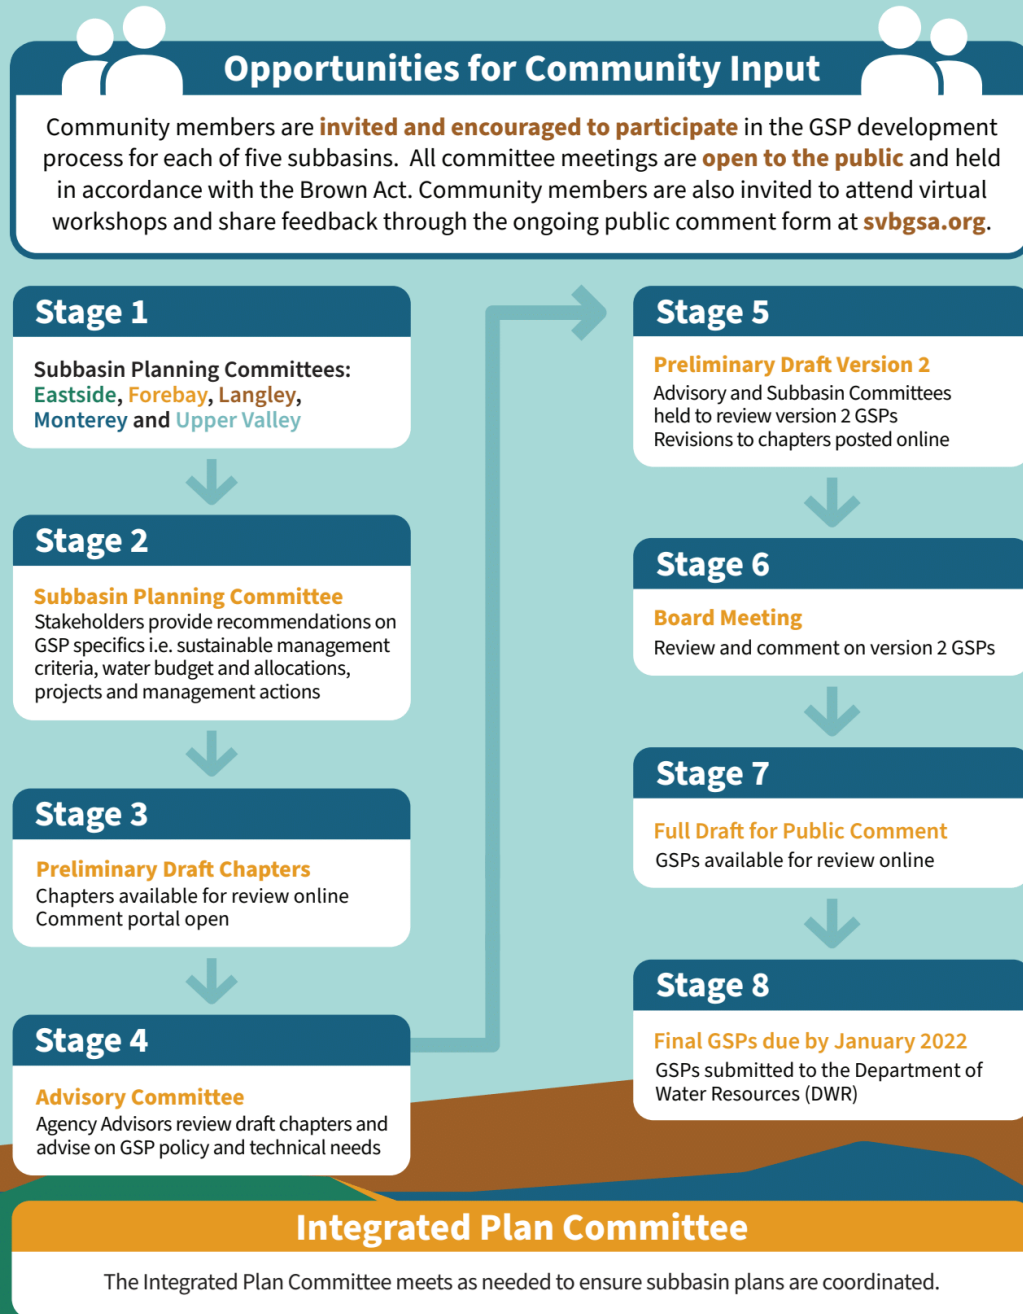 Opportunities for Community Input
Community members are invited and encouraged to participate in the GSP development
process for each of five subbasins. All committee meetings are open to the public and held
in accordance with the Brown Act. Community members are also invited to attend virtual
workshops and share feedback through the ongoing public comment form at svbgsa.org.
Stage 1
Subbasin Planning Committees:
Eastside, Forebay, Langley,
Monterey and Upper Valley
Stage 2
Subbasin Planning Committee
Stakeholders provide recommendations on
GSP specifics i.e. sustainable management
criteria, water budget and allocations,
projects and management actions
Stage 3
Preliminary Draft Chapters
Chapters available for review online
Comment portal open
Stage 4
Advisory Committee
Agency Advisors review draft chapters and
advise on GSP policy and technical needs
Stage 5
Preliminary Draft Version 2
Advisory and Subbasin Committees
held to review version 2 GSPs
Revisions to chapters posted online
Stage 6
Board Meeting
Review and comment on version 2 GSPs
Stage 7
Full Draft for Public Comment
GSPs available for review online
Stage 8
Final GSPs due by January 2022
GSPs submitted to the Department of
Water Resources (DWR)
Integrated Plan Committee
The Integrated Plan Committee meets as needed to ensure subbasin plans are coordinated.